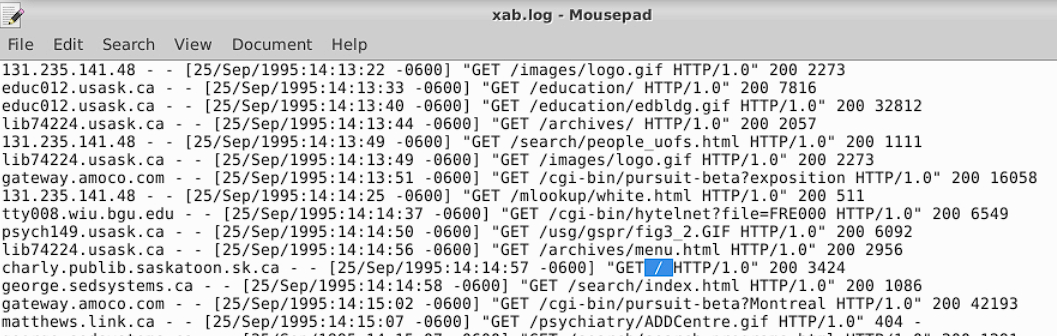 xab.log - Mousepad
File Edit Search View Document Help
131.235.141.48 - - [25/Sep/1995:14:13:22 -0600] "GET /images/logo.gif HTTP/1.0" 200 2273
educ012.usask.ca - - [25/Sep/1995:14:13:33 -0600] "GET /education/ HTTP/1.0" 200 7816
educ012.usask.ca - - [25/Sep/1995:14:13:40 -0600] "GET /education/edbldg.gif HTTP/1.0" 200 32812
lib74224.usask.ca - - [25/Sep/1995:14:13:44 -0600] "GET /archives/ HTTP/1.0" 200 2057
131.235.141.48 - - [25/Sep/1995:14:13:49 -0600] "GET /search/people_uofs.html HTTP/1.0" 200 1111
lib74224.usask.ca - - [25/Sep/1995:14:13:49 -0600] "GET /images/logo.gif HTTP/1.0" 200 2273
gateway.amoco.com - - [25/Sep/1995:14:13:51 -0600] "GET /cgi-bin/pursuit-beta?exposition HTTP/1.0" 200 16058
131.235.141.48 - - [25/Sep/1995:14:14:25 -0600] "GET /mlookup/white.html HTTP/1.0" 200 511
tty008.wiu.bgu.edu - - [25/Sep/1995:14:14:37 -0600] "GET /cgi-bin/hytelnet?file=FRE000 HTTP/1.0" 200 6549
psych149.usask.ca - - [25/Sep/1995:14:14:50 -0600] "GET /usg/gspr/fig3_2.GIF HTTP/1.0" 200 6092
lib74224.usask.ca - - [25/Sep/1995:14:14:56 -0600] "GET /archives/menu.html HTTP/1.0" 200 2956
charly.publib.saskatoon.sk.ca - - [25/Sep/1995:14:14:57 -0600] "GET / HTTP/1.0" 200 3424
george.sedsystems.ca - - [25/Sep/1995:14:14:58 -0600] "GET /search/index.html HTTP/1.0" 200 1086
gateway.amoco.com - - [25/Sep/1995:14:15:02 -0600] "GET /cgi-bin/pursuit-beta?Montreal HTTP/1.0" 200 42193
matthews.link.ca - - [25/Sep/1995:14:15:07 -0600] "GET /psychiatry/ADDCentre.gif HTTP/1.0" 404 -